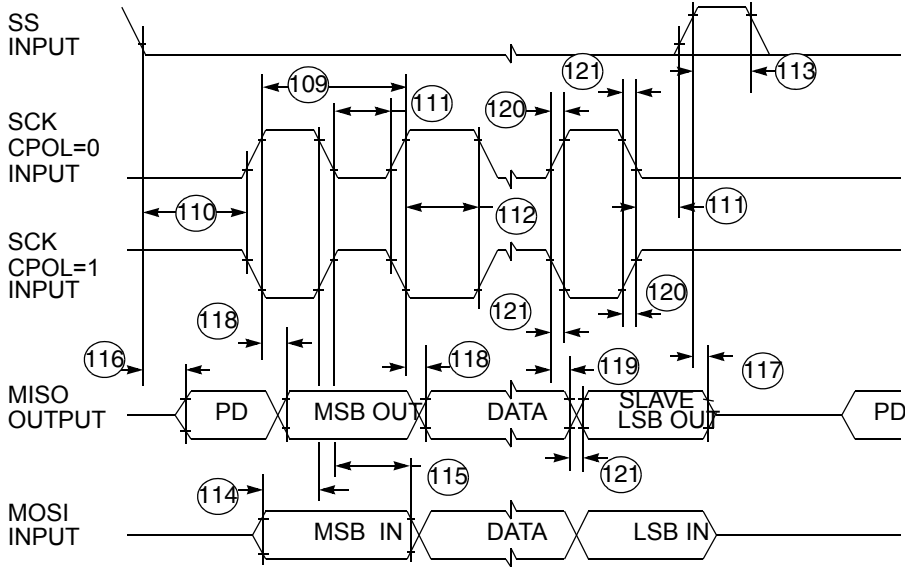 SS
INPUT
121
113
109
111
120
SCK
CPOL=0
INPUT
110
112
111
SCK
CPOL=1
INPUT
121
120
118
116
118
119
117
MISO
OUTPUT
PD
MSB OUT
DATA
SLAVE
LSB OUT
PD
114
115
121
MOSI
INPUT
MSB IN
DATA
LSB IN